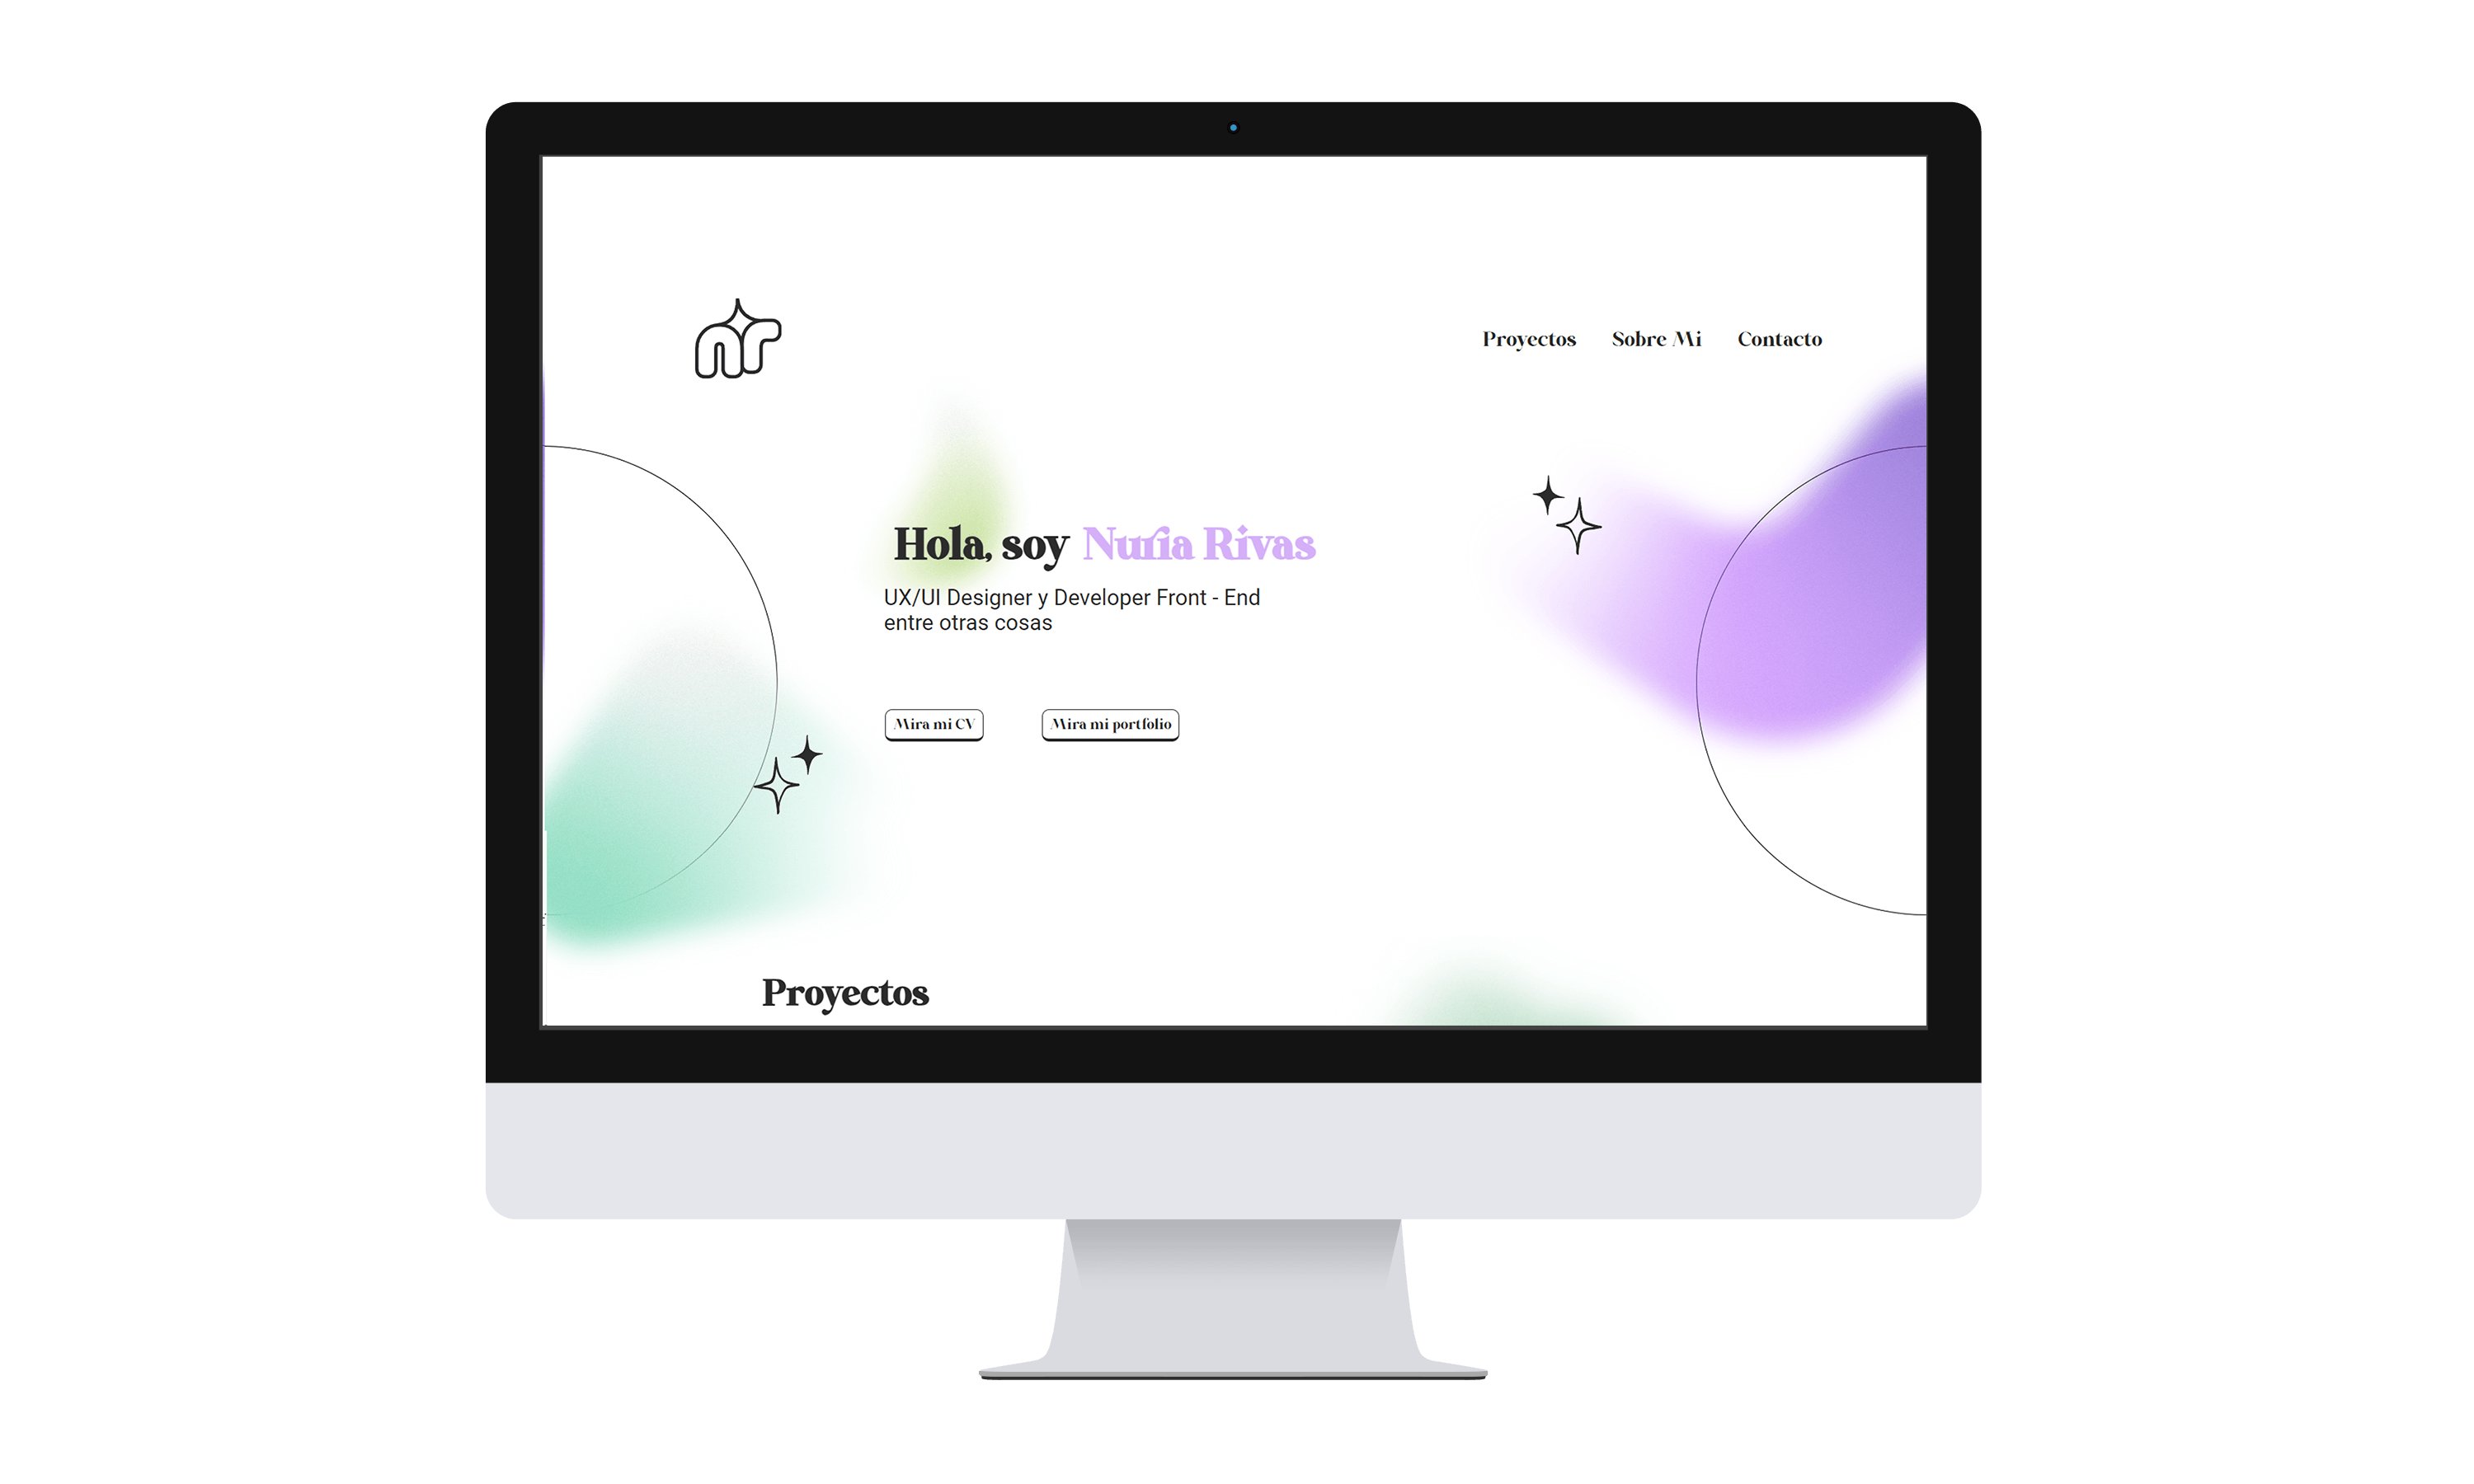 nr
Proyectos Sobre Mi Contacto
Hola, soy Nuria Rivas
UX/UI Designer y Developer Front - End
entre otras cosas
Mira mi CV Mira mi portfolio
Proyectos